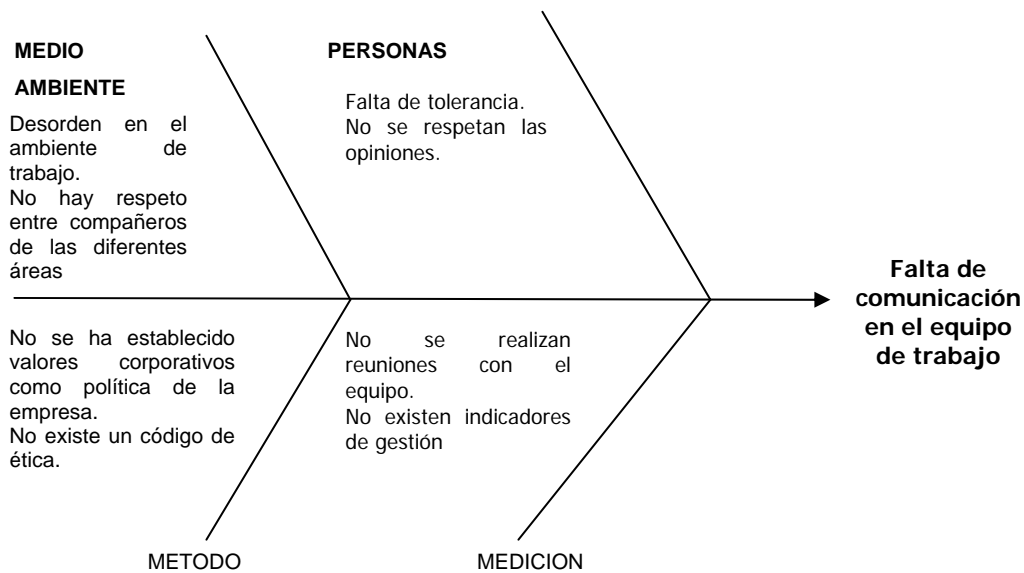 MEDIO
AMBIENTE
Desorden en el
ambiente de
trabajo.
No hay respeto
entre compañeros
de las diferentes
áreas
PERSONAS
Falta de tolerancia.
No se respetan las
opiniones.
Falta de
comunicación
en el equipo
de trabajo
No se ha establecido
valores corporativos
como política de la
empresa.
No existe un código de
ética.
METODO
No se realizan
reuniones con el
equipo.
No existen indicadores
de gestión
MEDICION